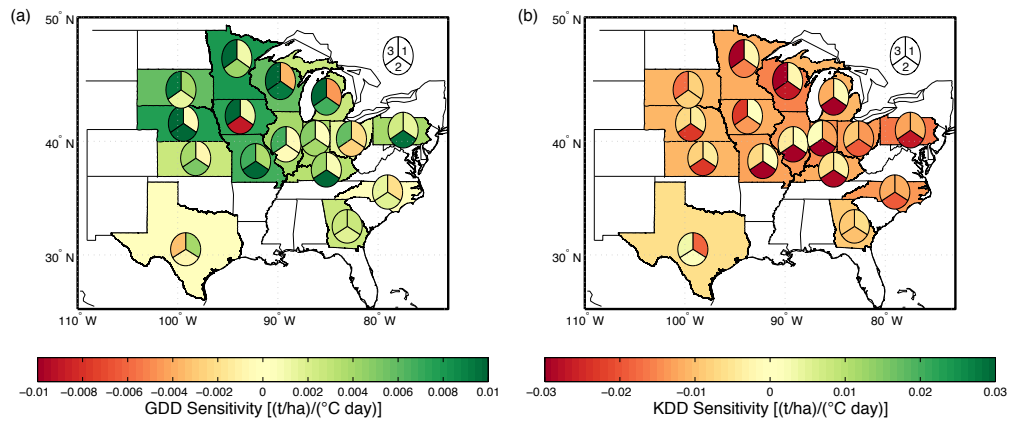 (a)
50° N
40° N
30° N
110° W
100° W
90° W
80° W
3 1
2
−0.01 −0.008 −0.006 −0.004 −0.002 0 0.002 0.004 0.006 0.008 0.01
GDD Sensitivity [(t/ha)/(°C day)]
(b)
50° N
40° N
30° N
110° W
100° W
90° W
80° W
3 1
2
−0.03 −0.02 −0.01 0 0.01 0.02 0.03
KDD Sensitivity [(t/ha)/(°C day)]